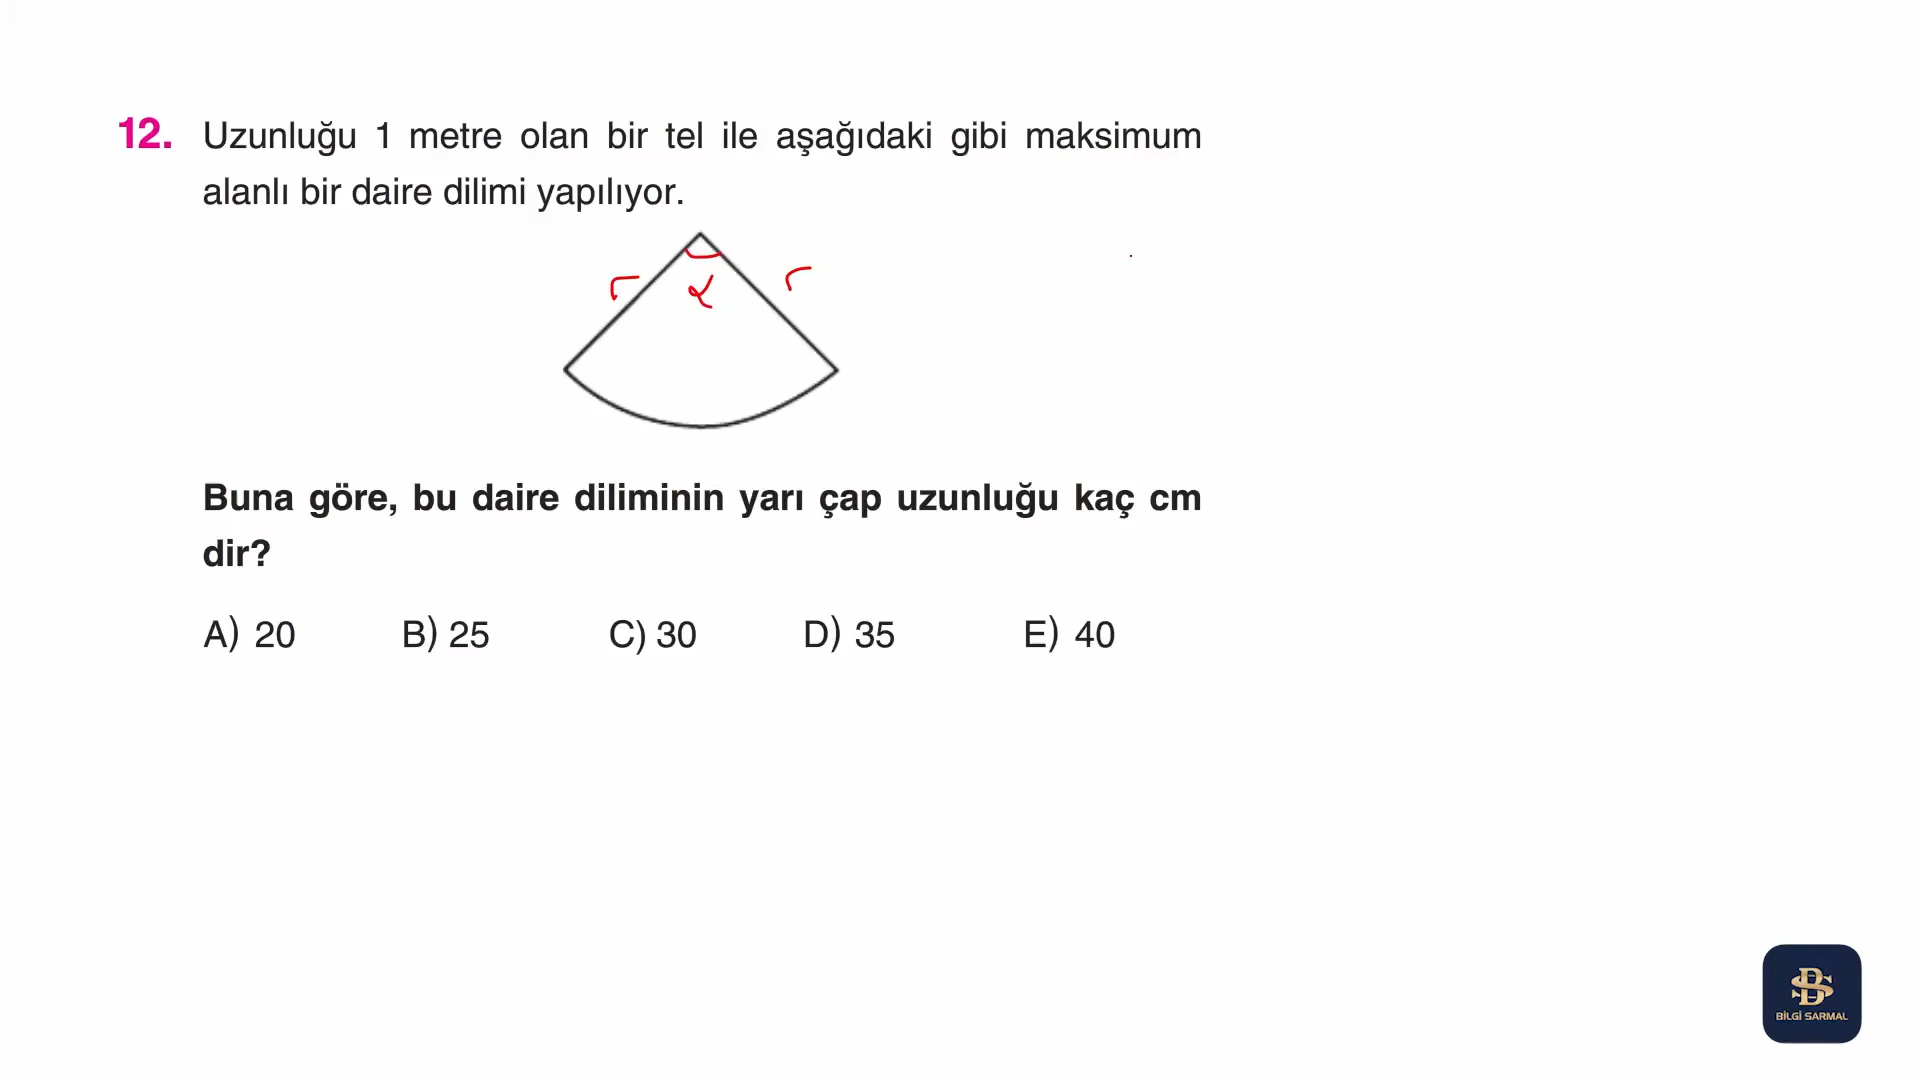 12. Uzunluğu 1 metre olan bir tel ile aşağıdaki gibi maksimum
alanlı bir daire dilimi yapılıyor.
r α r
Buna göre, bu daire diliminin yarı çap uzunluğu kaç cm
dir?
A) 20 B) 25 C) 30 D) 35 E) 40
BİLGİ SARMAL